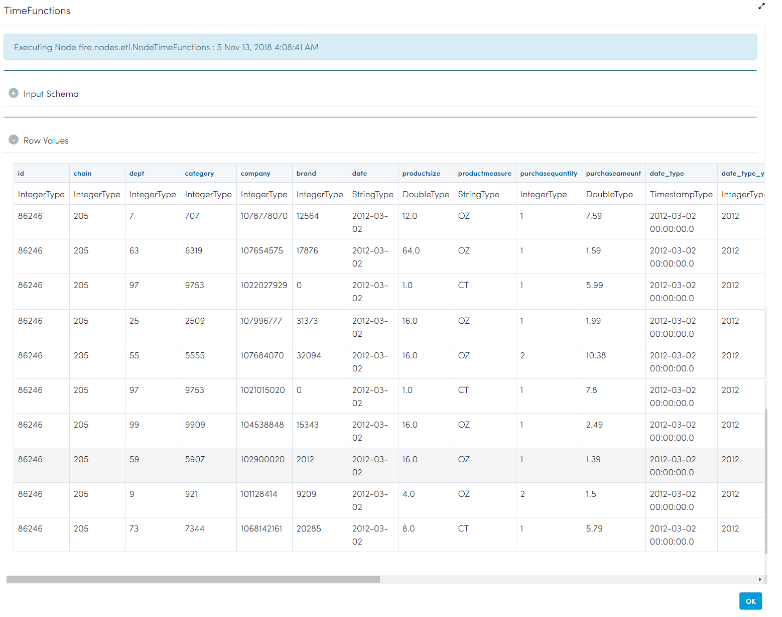 TimeFunctions
Executing Node fire.nodes.etl.NodeTimeFunctions : 5 Nov 13, 2018 4:08:41 AM
Input Schema
Row Values
id chain dept category company brand date productsize productmeasure purchasequantity purchaseamount date_type date_type_y
IntegerType IntegerType IntegerType IntegerType IntegerType IntegerType StringType DoubleType StringType IntegerType DoubleType TimestampType IntegerType
86246 205 7 707 1078778070 12564 2012-03- 12.0 OZ 1 7.59 2012-03-02 2012
02 00:00:00.0
86246 205 63 6319 107654575 17876 2012-03- 64.0 OZ 1 1.59 2012-03-02 2012
02 00:00:00.0
86246 205 97 9753 1022027929 0 2012-03- 1.0 CT 1 5.99 2012-03-02 2012
02 00:00:00.0
86246 205 25 2509 107996777 31373 2012-03- 16.0 OZ 1 1.99 2012-03-02 2012
02 00:00:00.0
86246 205 55 5555 107684070 32094 2012-03- 16.0 OZ 2 10.38 2012-03-02 2012
02 00:00:00.0
86246 205 97 9753 1021015020 0 2012-03- 1.0 CT 1 7.8 2012-03-02 2012
02 00:00:00.0
86246 205 99 9909 104538848 15343 2012-03- 16.0 OZ 1 2.49 2012-03-02 2012
02 00:00:00.0
86246 205 59 5907 102900020 2012 2012-03- 16.0 OZ 1 1.39 2012-03-02 2012
02 00:00:00.0
86246 205 9 921 101128414 9209 2012-03- 4.0 OZ 2 1.5 2012-03-02 2012
02 00:00:00.0
86246 205 73 7344 1068142161 20285 2012-03- 8.0 CT 1 5.79 2012-03-02 2012
02 00:00:00.0
OK